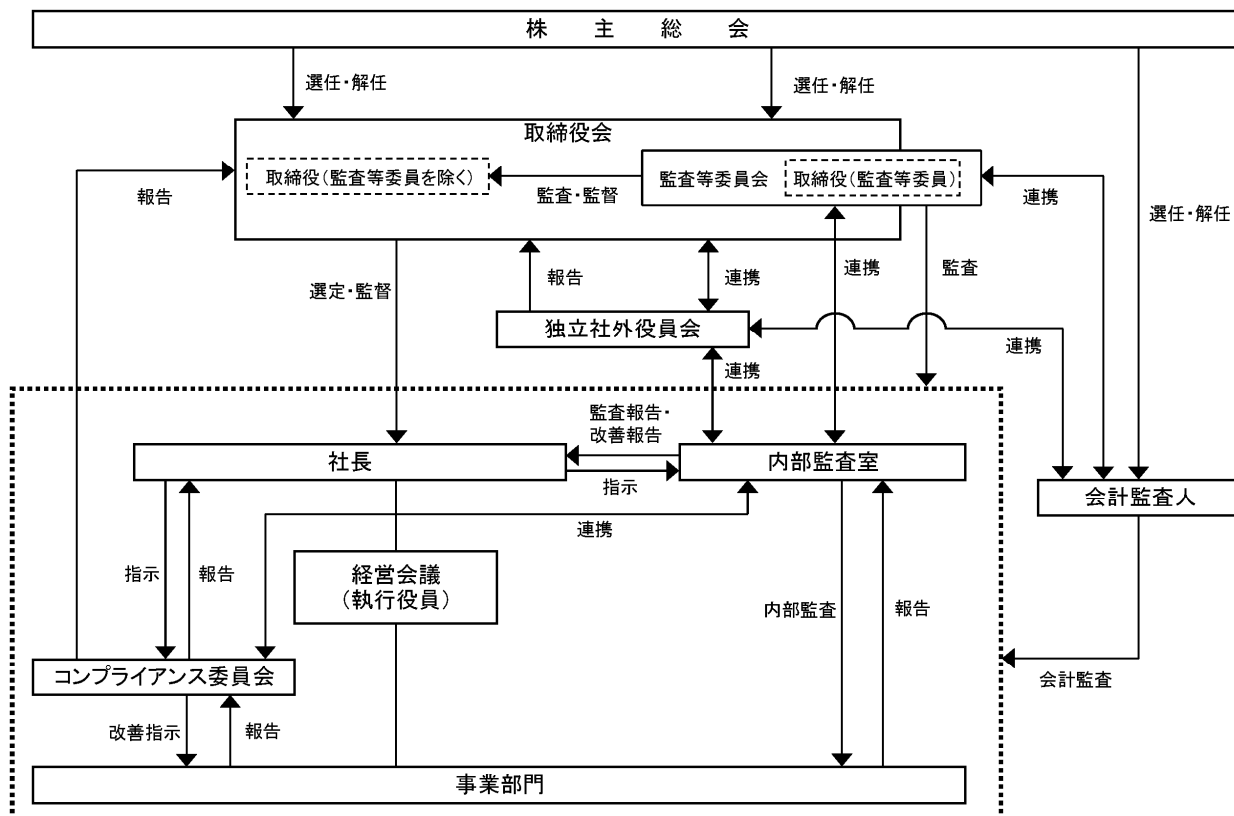 株主総会
選任・解任
選任・解任
取締役会
報告
取締役（監査等委員を除く）
監査・監督
監査等委員会
取締役（監査等委員）
連携
選任・解任
選定・監督
報告
連携
連携
監査
独立社外役員会
連携
連携
監査報告・
改善報告
社長
内部監査室
指示
会計監査人
連携
指示
報告
経営会議
（執行役員）
内部監査
報告
コンプライアンス委員会
会計監査
改善指示
報告
事業部門